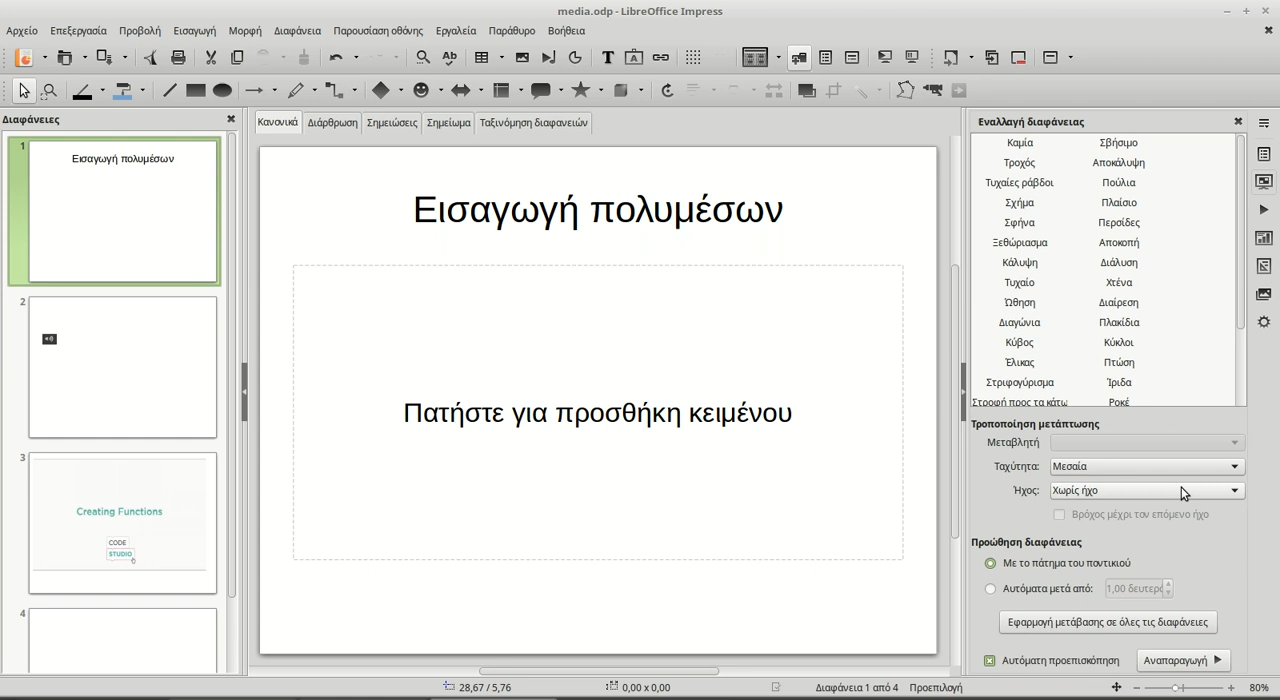 media.odp - LibreOffice Impress
Αρχείο Επεξεργασία Προβολή Εισαγωγή Μορφή Διαφάνεια Παρουσίαση οθόνης Εργαλεία Παράθυρο Βοήθεια
Διαφάνειες
Κανονικά Διάρθρωση Σημειώσεις Σημείωμα Ταξινόμηση διαφανειών
1
Εισαγωγή πολυμέσων
2
3
Creating Functions
CODE
STUDIO
4
Εισαγωγή πολυμέσων
Πατήστε για προσθήκη κειμένου
Εναλλαγή διαφάνειας
Καμία Σβήσιμο
Τροχός Αποκάλυψη
Τυχαίες ράβδοι Πούλια
Σχήμα Πλαίσιο
Σφήνα Περσίδες
Ξεθώριασμα Αποκοπή
Κάλυψη Διάλυση
Τυχαίο Χτένα
Ώθηση Διαίρεση
Διαγώνια Πλακίδια
Κύβος Κύκλοι
Έλικας Πτώση
Στριφογύρισμα Ίριδα
Στροφή προς τα κάτω Ροκέ
Τροποποίηση μετάπτωσης
Μεταβλητή
Ταχύτητα: Μεσαία
Ήχος: Χωρίς ήχο
Βρόχος μέχρι τον επόμενο ήχο
Προώθηση διαφάνειας
Με το πάτημα του ποντικιού
Αυτόματα μετά από: 1,00 δευτερό
Εφαρμογή μετάβασης σε όλες τις διαφάνειες
Αυτόματη προεπισκόπηση Αναπαραγωγή
28,67 / 5,76 0,00 x 0,00 Διαφάνεια 1 από 4 Προεπιλογή 80%